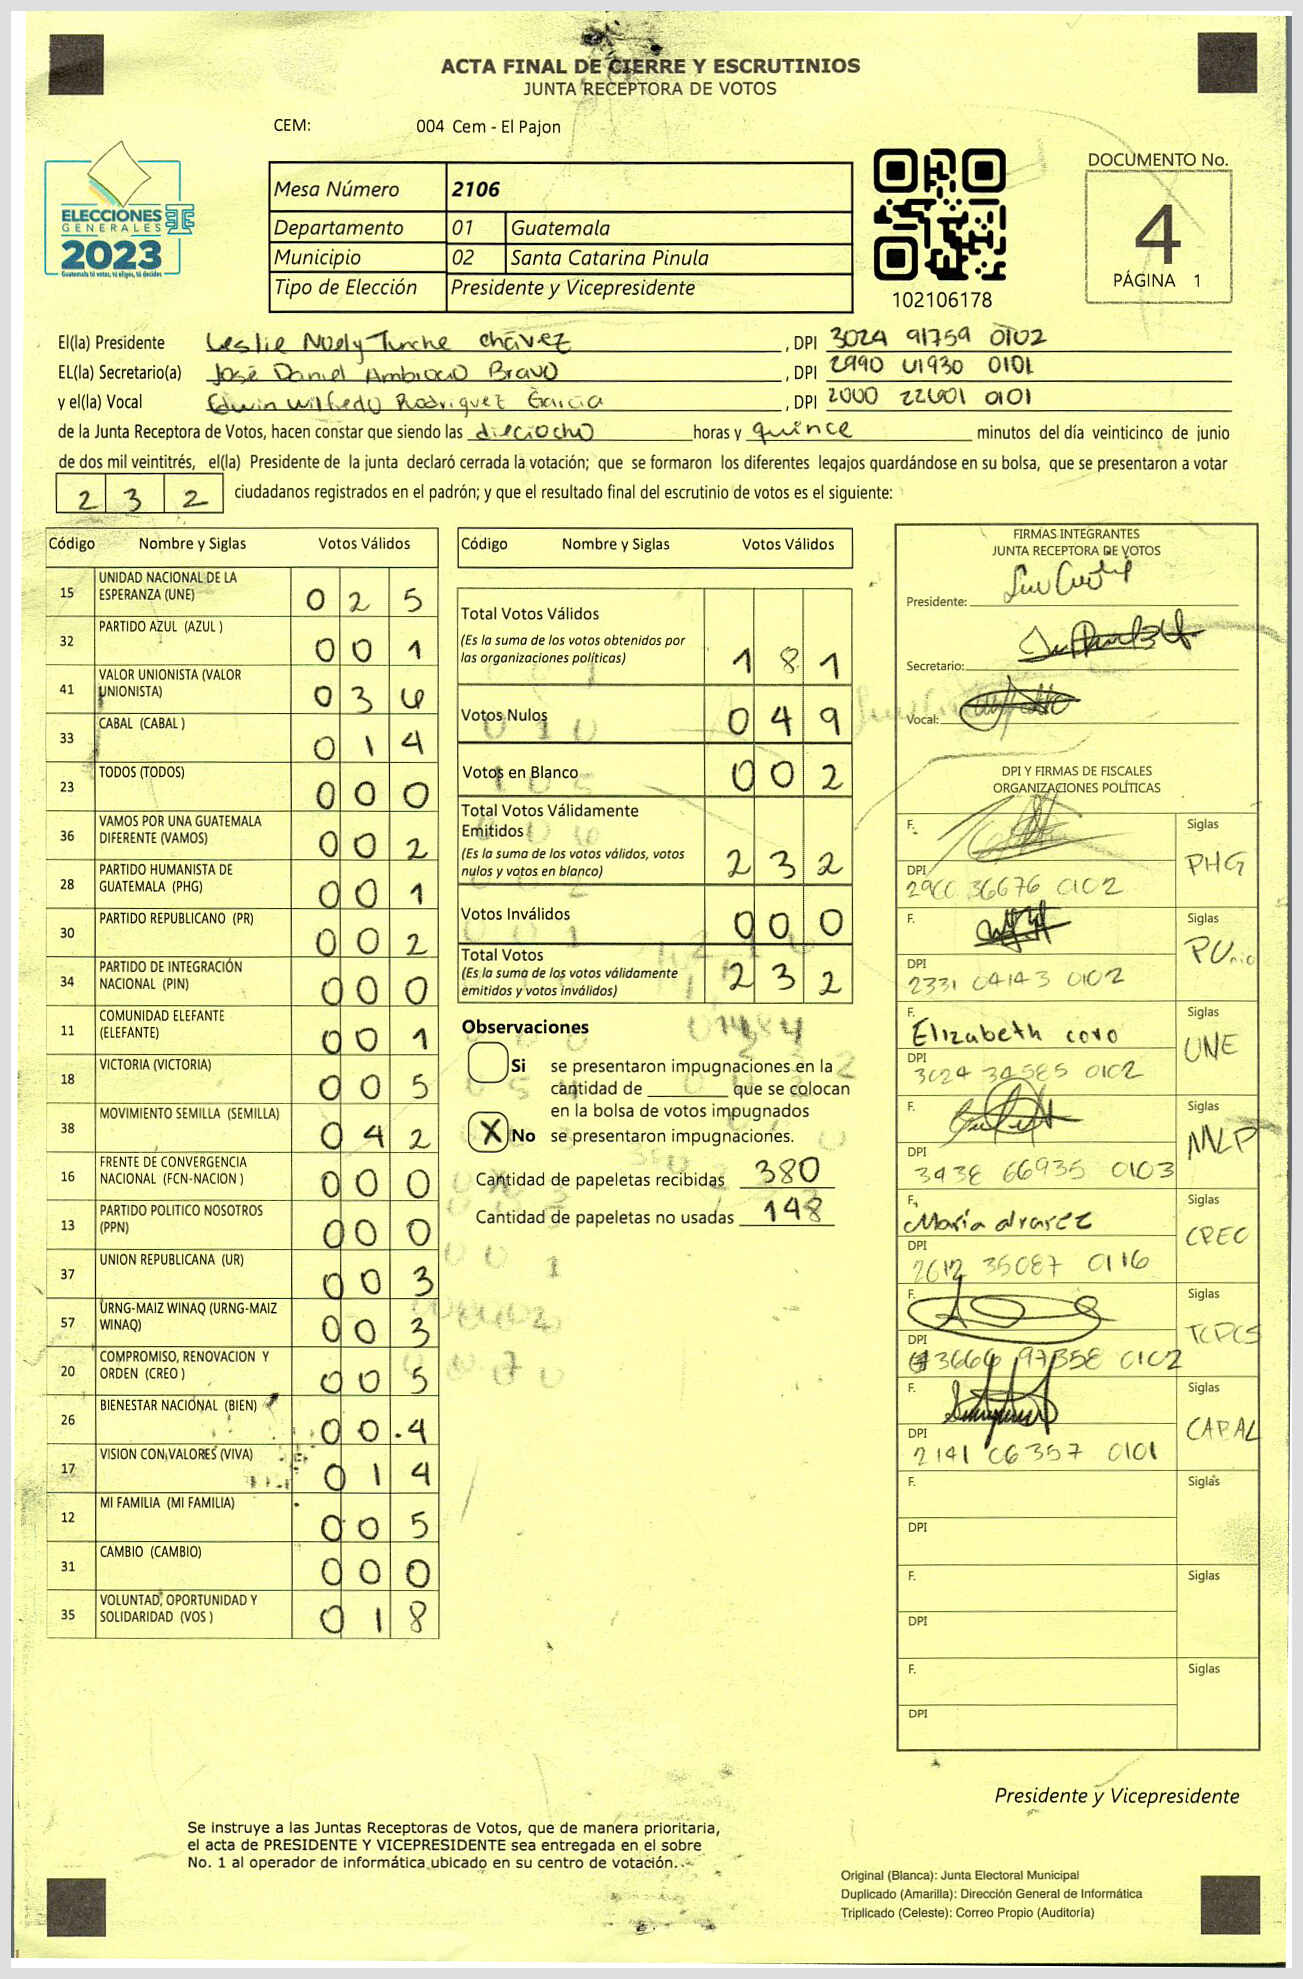 ACTA FINAL DE CIERRE Y ESCRUTINIOS
JUNTA RECEPTORA DE VOTOS
CEM: 004 Cem - El Pajon
ELECCIONES
GENERALES
2023
Guatemala tú votas, tú eliges, tú decides
Mesa Número 2106
Departamento 01 Guatemala
Municipio 02 Santa Catarina Pinula
Tipo de Elección Presidente y Vicepresidente
102106178
DOCUMENTO No.
4
PÁGINA 1
El(la) Presidente Leslie Noely Tunche Chávez, DPI 3024 91759 0102
EL(la) Secretario(a) José Daniel Ambrocio Bravo, DPI 2990 01930 0101
y el(la) Vocal Edwin Wilfredo Rodriguez Garcia, DPI 2000 22601 0101
de la Junta Receptora de Votos, hacen constar que siendo las dieciocho horas y quince minutos del día veinticinco de junio
de dos mil veintitrés, el(la) Presidente de la junta declaró cerrada la votación; que se formaron los diferentes legajos guardándose en su bolsa, que se presentaron a votar
2 3 2 ciudadanos registrados en el padrón; y que el resultado final del escrutinio de votos es el siguiente:
Código Nombre y Siglas Votos Válidos
15 UNIDAD NACIONAL DE LA ESPERANZA (UNE) 0 2 5
32 PARTIDO AZUL (AZUL ) 0 0 1
41 VALOR UNIONISTA (VALOR UNIONISTA) 0 3 6
33 CABAL (CABAL ) 0 1 4
23 TODOS (TODOS) 0 0 0
36 VAMOS POR UNA GUATEMALA DIFERENTE (VAMOS) 0 0 2
28 PARTIDO HUMANISTA DE GUATEMALA (PHG) 0 0 1
30 PARTIDO REPUBLICANO (PR) 0 0 2
34 PARTIDO DE INTEGRACIÓN NACIONAL (PIN) 0 0 0
11 COMUNIDAD ELEFANTE (ELEFANTE) 0 0 1
18 VICTORIA (VICTORIA) 0 0 5
38 MOVIMIENTO SEMILLA (SEMILLA) 0 4 2
16 FRENTE DE CONVERGENCIA NACIONAL (FCN-NACION ) 0 0 0
13 PARTIDO POLITICO NOSOTROS (PPN) 0 0 0
37 UNION REPUBLICANA (UR) 0 0 3
57 URNG-MAIZ WINAQ (URNG-MAIZ WINAQ) 0 0 3
20 COMPROMISO, RENOVACION Y ORDEN (CREO ) 0 0 5
26 BIENESTAR NACIONAL (BIEN) 0 0 4
17 VISION CON VALORES (VIVA) 0 1 4
12 MI FAMILIA (MI FAMILIA) 0 0 5
31 CAMBIO (CAMBIO) 0 0 0
35 VOLUNTAD, OPORTUNIDAD Y SOLIDARIDAD (VOS ) 0 1 8
Código Nombre y Siglas Votos Válidos
Total Votos Válidos
(Es la suma de los votos obtenidos por
las organizaciones políticas) 1 8 1
Votos Nulos 0 4 9
Votos en Blanco 0 0 2
Total Votos Válidamente
Emitidos
(Es la suma de los votos válidos, votos
nulos y votos en blanco) 2 3 2
Votos Inválidos 0 0 0
Total Votos
(Es la suma de los votos válidamente
emitidos y votos inválidos) 2 3 2
Observaciones
Si se presentaron impugnaciones en la
cantidad de ________ que se colocan
en la bolsa de votos impugnados
X No se presentaron impugnaciones.
Cantidad de papeletas recibidas 380
Cantidad de papeletas no usadas 148
FIRMAS INTEGRANTES
JUNTA RECEPTORA DE VOTOS
Presidente:
Secretario:
Vocal:
DPI Y FIRMAS DE FISCALES
ORGANIZACIONES POLÍTICAS
F. Siglas PHG
DPI 2900 36676 0102
F. Siglas PUnio
DPI 2331 04143 0102
F. Elizabeth coro Siglas UNE
DPI 3024 34585 0102
F. Siglas MLP
DPI 3438 66935 0103
F. María alvarez Siglas CREO
DPI 2612 35087 0116
F. Siglas TODOS
DPI 3666 97358 0102
F. Siglas CABAL
DPI 2141 06357 0101
F. Siglas
DPI
F. Siglas
DPI
F. Siglas
DPI
Presidente y Vicepresidente
Se instruye a las Juntas Receptoras de Votos, que de manera prioritaria,
el acta de PRESIDENTE Y VICEPRESIDENTE sea entregada en el sobre
No. 1 al operador de informática ubicado en su centro de votación.
Original (Blanca): Junta Electoral Municipal
Duplicado (Amarilla): Dirección General de Informática
Triplicado (Celeste): Correo Propio (Auditoría)